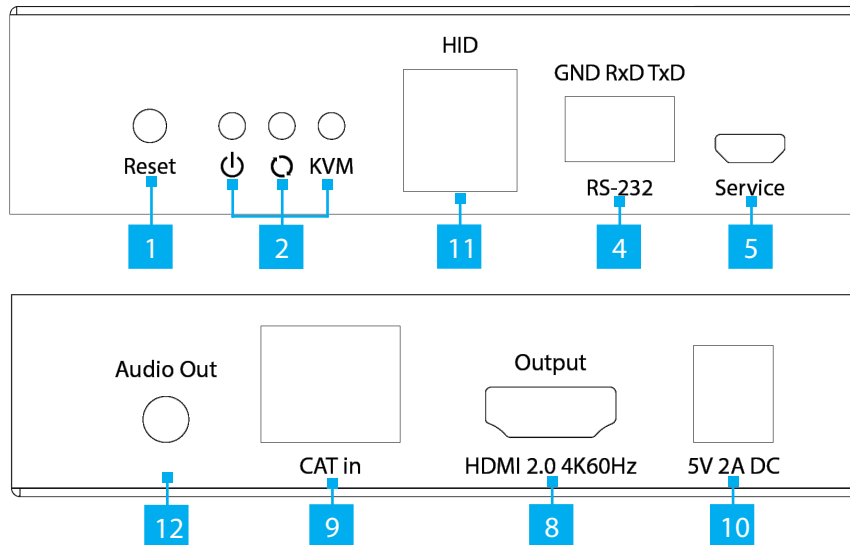 HID
GND RxD TxD
Reset
KVM
RS-232
Service
1
2
11
4
5
Audio Out
Output
CAT in
HDMI 2.0 4K60Hz
5V 2A DC
12
9
8
10